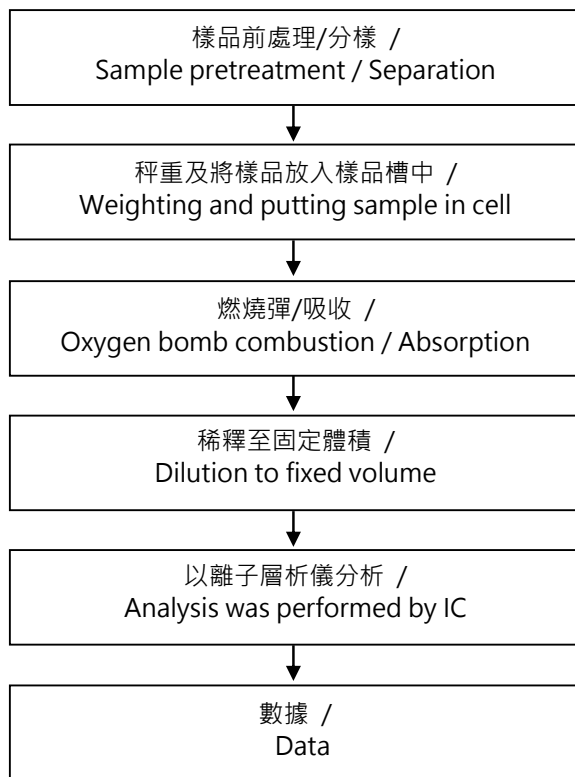 樣品前處理/分樣 /
Sample pretreatment / Separation
秤重及將樣品放入樣品槽中 /
Weighting and putting sample in cell
燃燒彈/吸收 /
Oxygen bomb combustion / Absorption
稀釋至固定體積 /
Dilution to fixed volume
以離子層析儀分析 /
Analysis was performed by IC
數據 /
Data